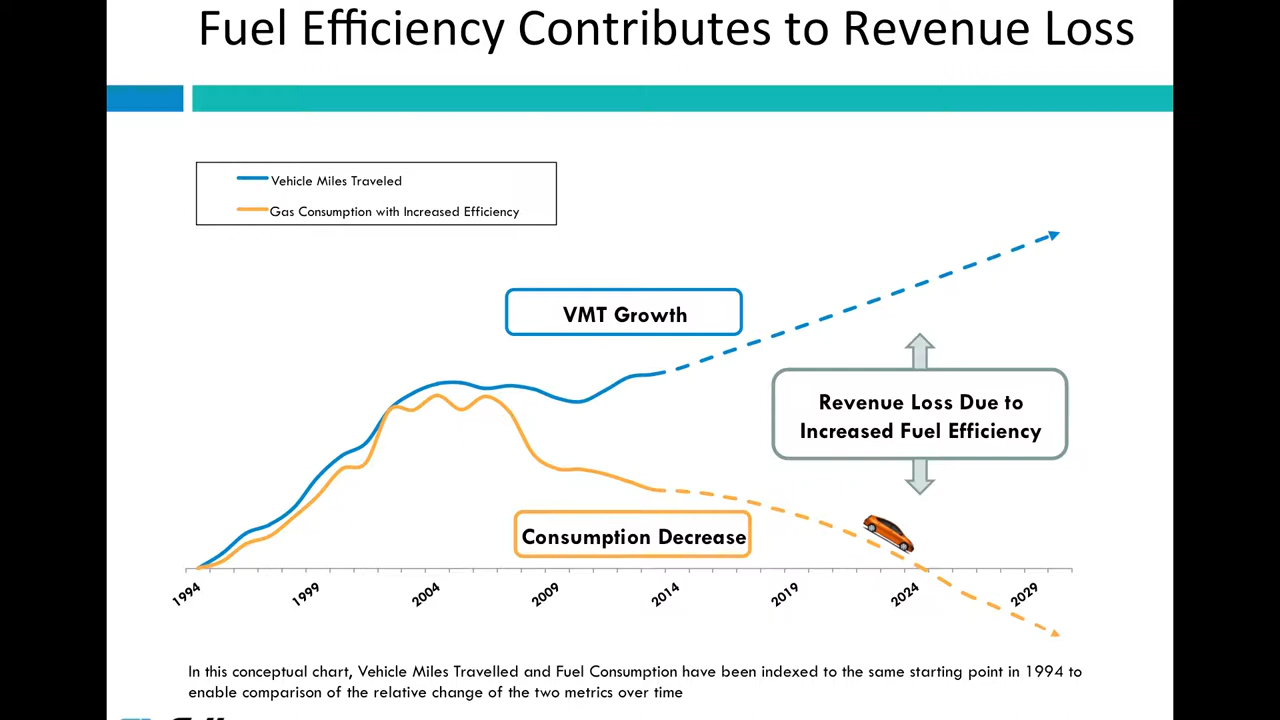 Fuel Efficiency Contributes to Revenue Loss
Vehicle Miles Traveled
Gas Consumption with Increased Efficiency
VMT Growth
Revenue Loss Due to
Increased Fuel Efficiency
Consumption Decrease
1994 1999 2004 2009 2014 2019 2024 2029
In this conceptual chart, Vehicle Miles Travelled and Fuel Consumption have been indexed to the same starting point in 1994 to
enable comparison of the relative change of the two metrics over time